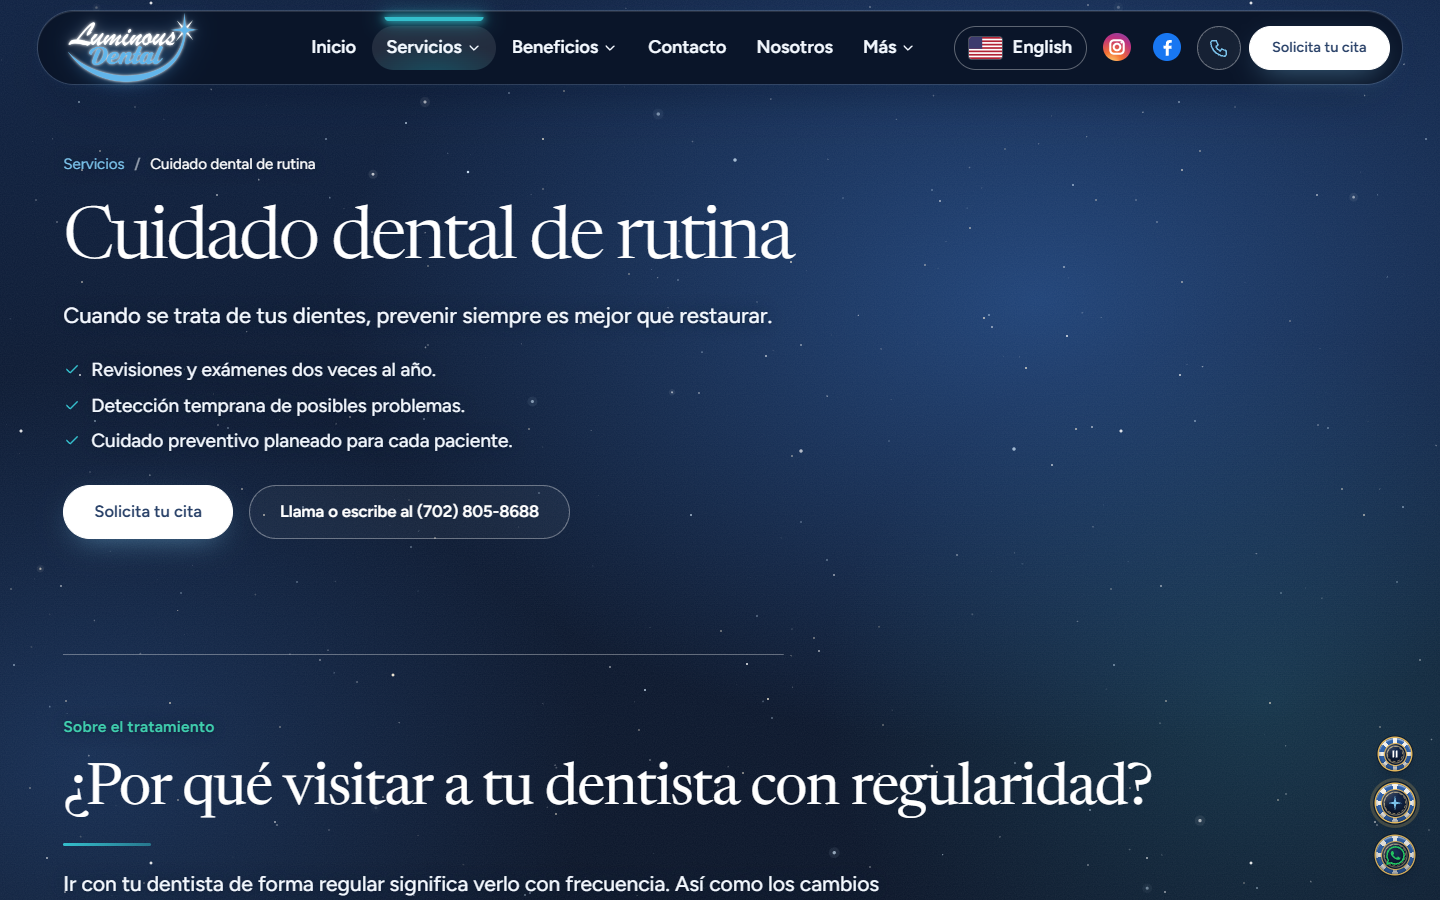 Luminous
Dental
Inicio
Servicios
Beneficios
Contacto
Nosotros
Más
English
Solicita tu cita
Servicios / Cuidado dental de rutina
Cuidado dental de rutina
Cuando se trata de tus dientes, prevenir siempre es mejor que restaurar.
Revisiones y exámenes dos veces al año.
Detección temprana de posibles problemas.
Cuidado preventivo planeado para cada paciente.
Solicita tu cita
Llama o escribe al (702) 805-8688
Sobre el tratamiento
¿Por qué visitar a tu dentista con regularidad?
Ir con tu dentista de forma regular significa verlo con frecuencia. Así como los cambios